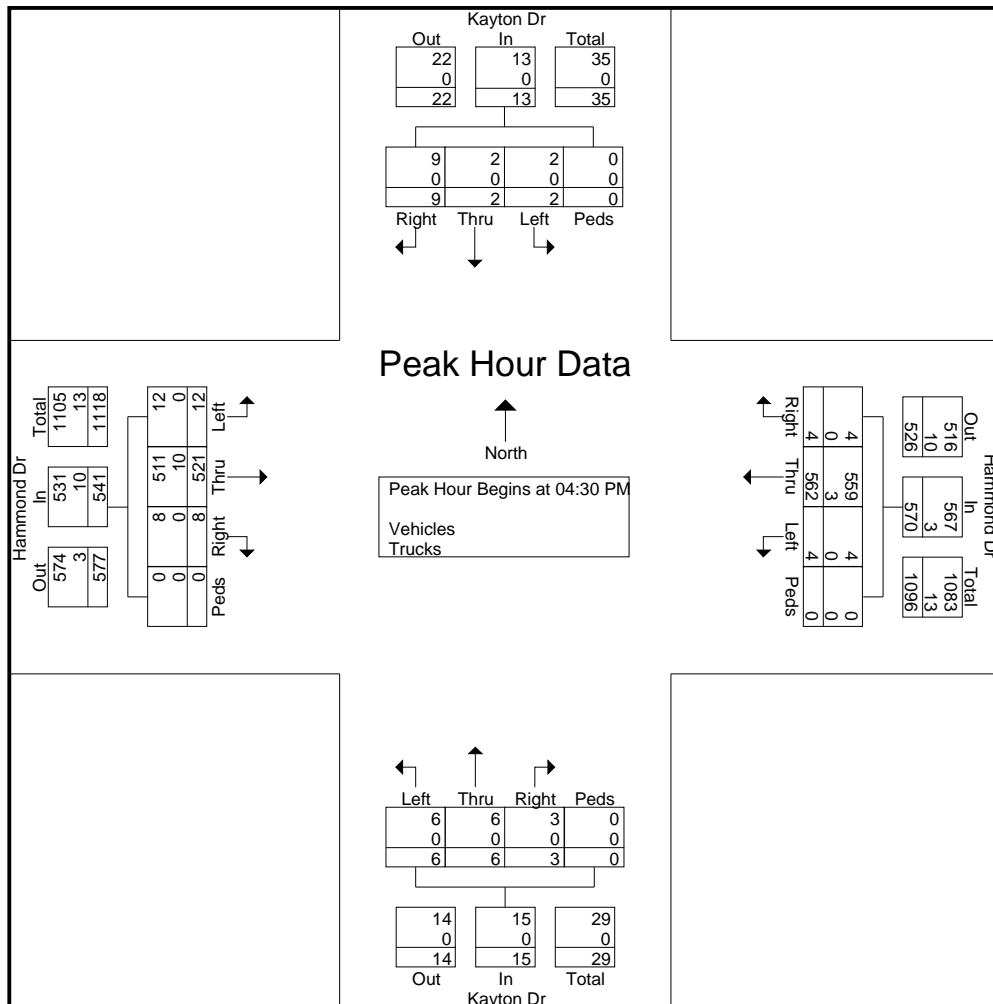 Kayton Dr
Out In Total
22 13 35
0 0 0
22 13 35
9 2 2 0
0 0 0 0
9 2 2 0
Right Thru Left Peds
Peak Hour Data
North
Peak Hour Begins at 04:30 PM
Vehicles
Trucks
Hammond Dr
Out In Total
574 531 1105
3 10 13
577 541 1118
Left Thru Right Peds
12 511 8 0
0 10 0 0
12 521 8 0
Hammond Dr
Out In Total
516 567 1083
10 3 13
526 570 1096
Right Thru Left Peds
4 559 4 0
0 3 0 0
4 562 4 0
Left Thru Right Peds
6 6 3 0
0 0 0 0
6 6 3 0
14 15 29
0 0 0
14 15 29
Out In Total
Kayton Dr